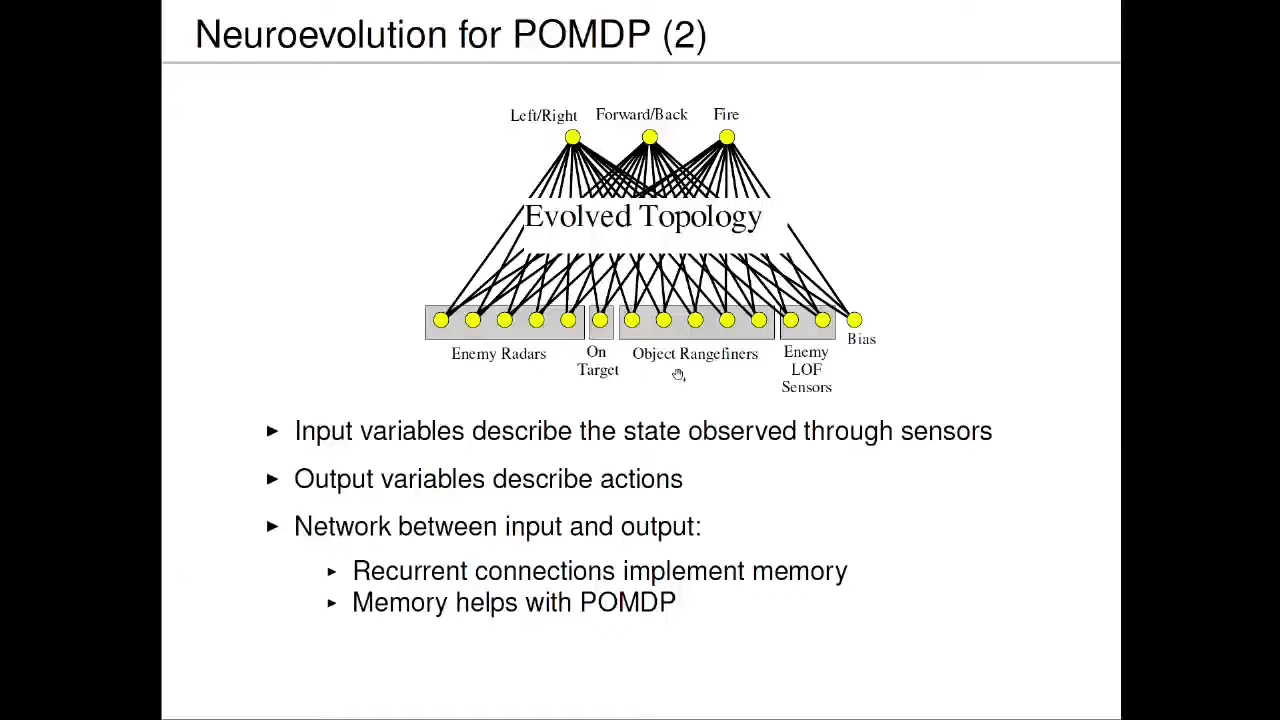 Neuroevolution for POMDP (2)
Left/Right Forward/Back Fire
Evolved Topology
Enemy Radars
On
Target
Object Rangefiners
Enemy
LOF
Sensors
Bias
▶ Input variables describe the state observed through sensors
▶ Output variables describe actions
▶ Network between input and output:
▶ Recurrent connections implement memory
▶ Memory helps with POMDP